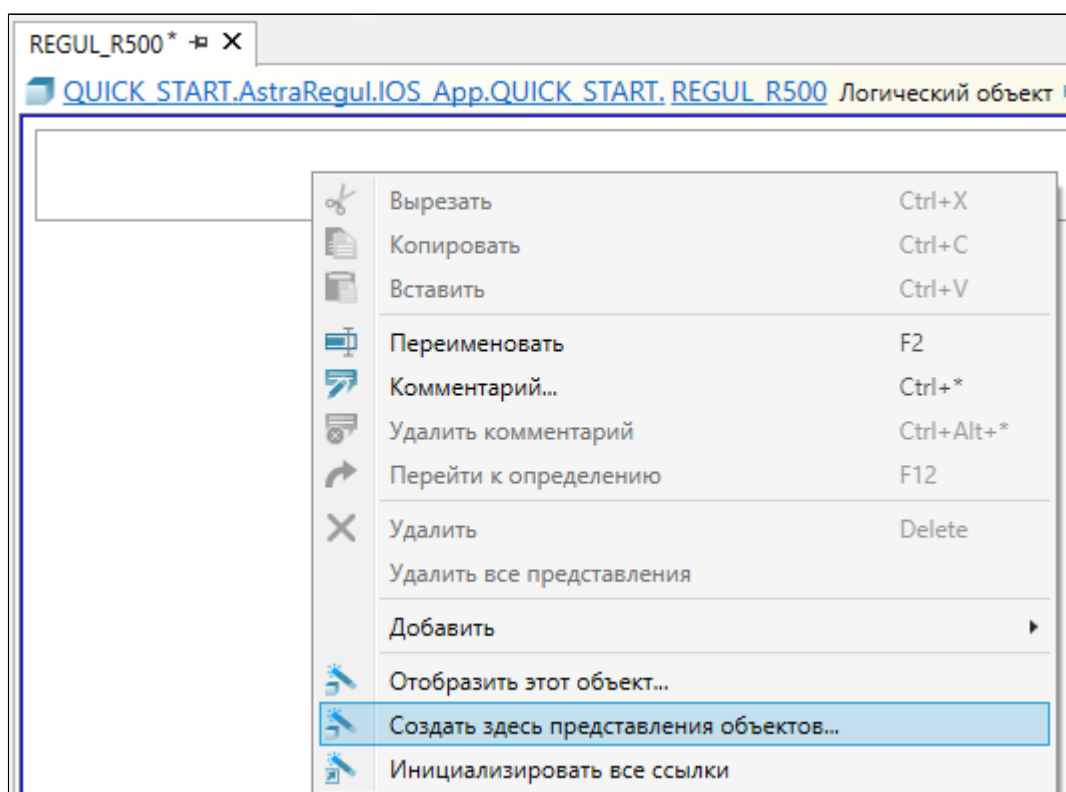 REGUL_R500*
QUICK_START.AstraRegul.IOS_App.QUICK_START. REGUL_R500 Логический объект
Вырезать Ctrl+X
Копировать Ctrl+C
Вставить Ctrl+V
Переименовать F2
Комментарий... Ctrl+*
Удалить комментарий Ctrl+Alt+*
Перейти к определению F12
Удалить Delete
Удалить все представления
Добавить
Отобразить этот объект...
Создать здесь представления объектов...
Инициализировать все ссылки